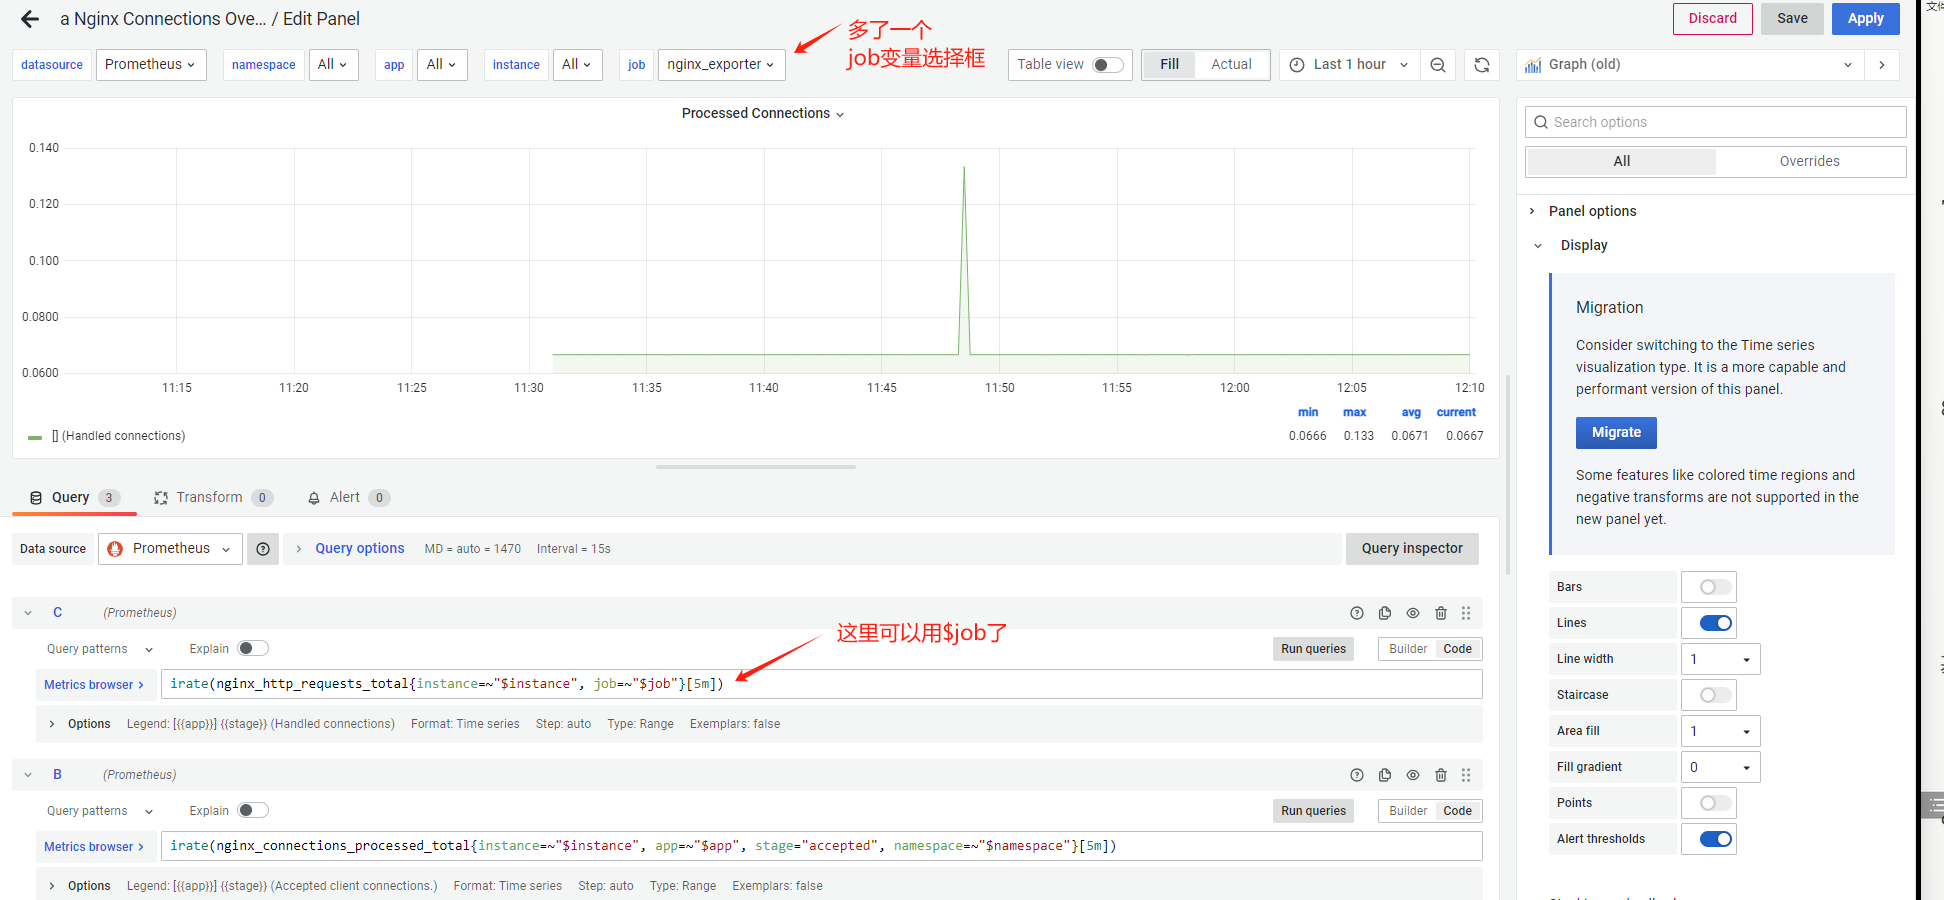 a Nginx Connections Ove... / Edit Panel
Discard
Save
Apply
datasource
Prometheus
namespace
All
app
All
instance
All
job
nginx_exporter
多了一个
job变量选择框
Table view
Fill
Actual
Last 1 hour
Graph (old)
Processed Connections
0.140
0.120
0.100
0.0800
0.0600
11:15
11:20
11:25
11:30
11:35
11:40
11:45
11:50
11:55
12:00
12:05
12:10
min
max
avg
current
[] (Handled connections)
0.0666
0.133
0.0671
0.0667
Query 3
Transform 0
Alert 0
Data source
Prometheus
Query options
MD = auto = 1470
Interval = 15s
Query inspector
C
(Prometheus)
这里可以用$job了
Query patterns
Explain
Run queries
Builder
Code
Metrics browser
irate(nginx_http_requests_total{instance=~"$instance", job=~"$job"}[5m])
Options
Legend: [{{app}}] {{stage}} (Handled connections)
Format: Time series
Step: auto
Type: Range
Exemplars: false
B
(Prometheus)
Query patterns
Explain
Run queries
Builder
Code
Metrics browser
irate(nginx_connections_processed_total{instance=~"$instance", app=~"$app", stage="accepted", namespace=~"$namespace"}[5m])
Options
Legend: [{{app}}] {{stage}} (Accepted client connections.)
Format: Time series
Step: auto
Type: Range
Exemplars: false
Search options
All
Overrides
Panel options
Display
Migration
Consider switching to the Time series
visualization type. It is a more capable and
performant version of this panel.
Migrate
Some features like colored time regions and
negative transforms are not supported in the
new panel yet.
Bars
Lines
Line width
1
Staircase
Area fill
1
Fill gradient
0
Points
Alert thresholds